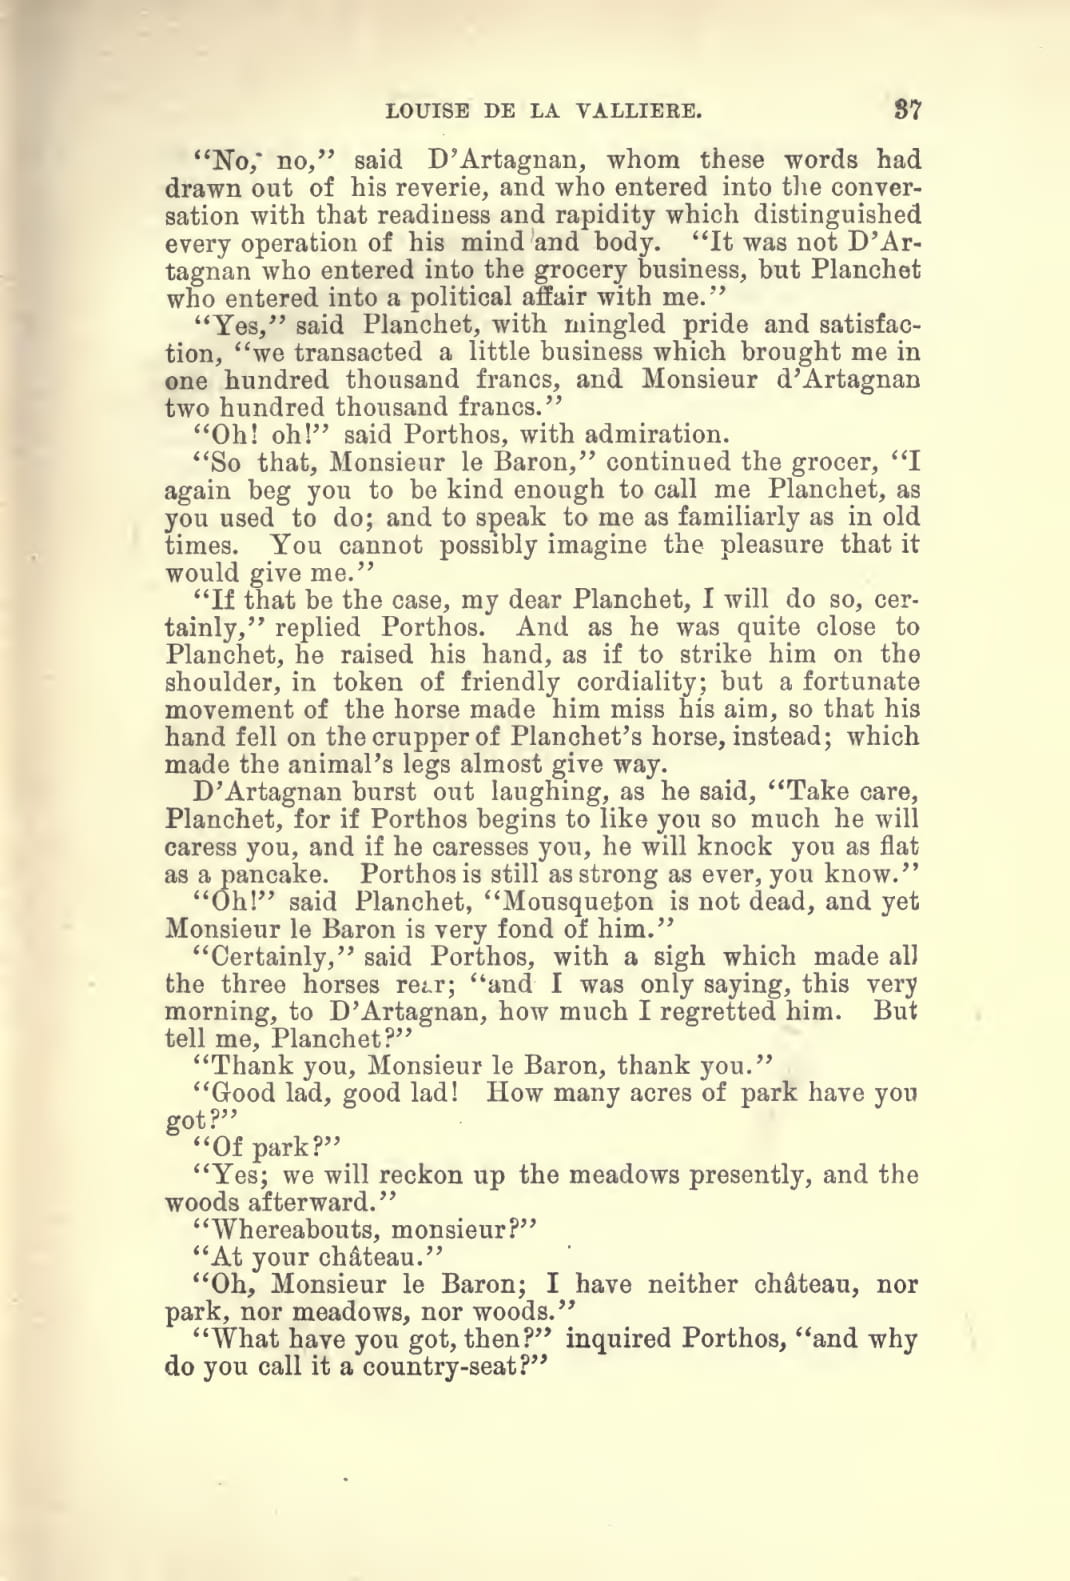 LOUISE DE LA VALLIERE. 37
“No, no,” said D’Artagnan, whom these words had
drawn out of his reverie, and who entered into the conver-
sation with that readiness and rapidity which distinguished
every operation of his mind and body. “It was not D’Ar-
tagnan who entered into the grocery business, but Planchet
who entered into a political affair with me.”
“Yes,” said Planchet, with mingled pride and satisfac-
tion, “we transacted a little business which brought me in
one hundred thousand francs, and Monsieur d’Artagnan
two hundred thousand francs.”
“Oh! oh!” said Porthos, with admiration.
“So that, Monsieur le Baron,” continued the grocer, “I
again beg you to be kind enough to call me Planchet, as
you used to do; and to speak to me as familiarly as in old
times. You cannot possibly imagine the pleasure that it
would give me.”
“If that be the case, my dear Planchet, I will do so, cer-
tainly,” replied Porthos. And as he was quite close to
Planchet, he raised his hand, as if to strike him on the
shoulder, in token of friendly cordiality; but a fortunate
movement of the horse made him miss his aim, so that his
hand fell on the crupper of Planchet’s horse, instead; which
made the animal’s legs almost give way.
D’Artagnan burst out laughing, as he said, “Take care,
Planchet, for if Porthos begins to like you so much he will
caress you, and if he caresses you, he will knock you as flat
as a pancake. Porthos is still as strong as ever, you know.”
“Oh!” said Planchet, “Mousqueton is not dead, and yet
Monsieur le Baron is very fond of him.”
“Certainly,” said Porthos, with a sigh which made all
the three horses rear; “and I was only saying, this very
morning, to D’Artagnan, how much I regretted him. But
tell me, Planchet?”
“Thank you, Monsieur le Baron, thank you.”
“Good lad, good lad! How many acres of park have you
got?”
“Of park?”
“Yes; we will reckon up the meadows presently, and the
woods afterward.”
“Whereabouts, monsieur?”
“At your château.”
“Oh, Monsieur le Baron; I have neither château, nor
park, nor meadows, nor woods.”
“What have you got, then?” inquired Porthos, “and why
do you call it a country-seat?”